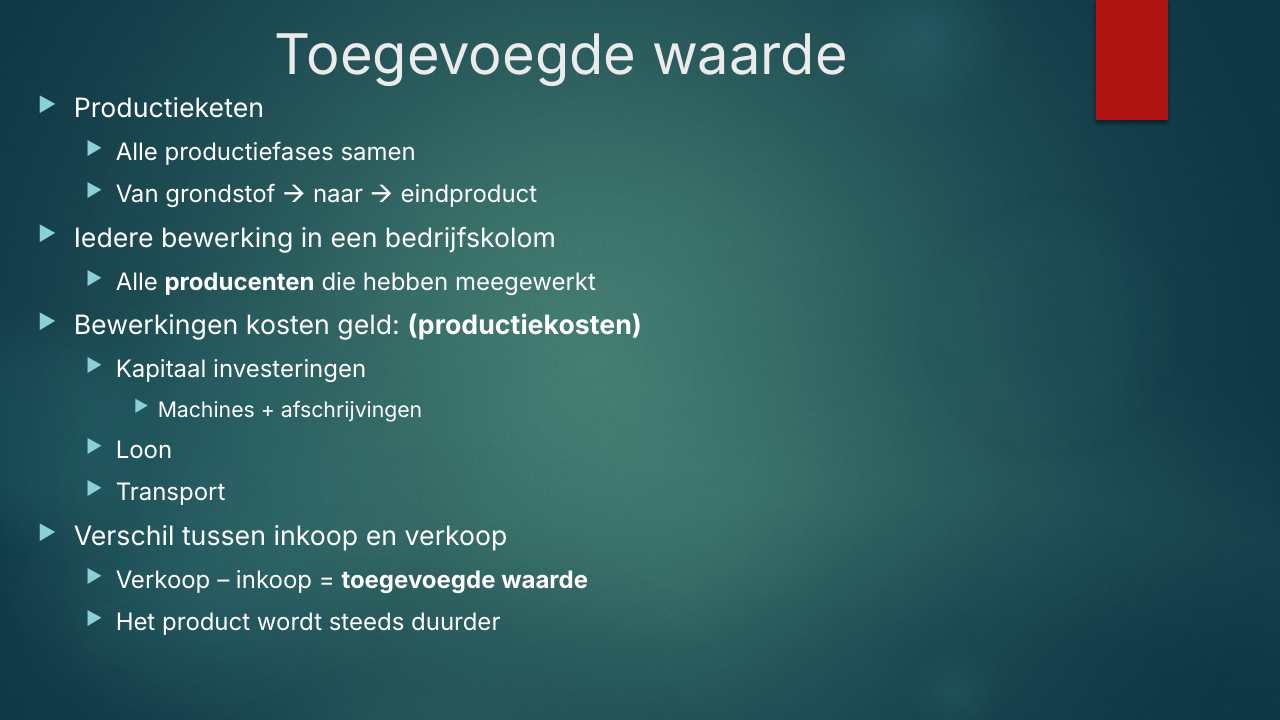 Toegevoegde waarde
Productieketen
Alle productiefases samen
Van grondstof → naar → eindproduct
Iedere bewerking in een bedrijfskolom
Alle producenten die hebben meegewerkt
Bewerkingen kosten geld: (productiekosten)
Kapitaal investeringen
Machines + afschrijvingen
Loon
Transport
Verschil tussen inkoop en verkoop
Verkoop – inkoop = toegevoegde waarde
Het product wordt steeds duurder